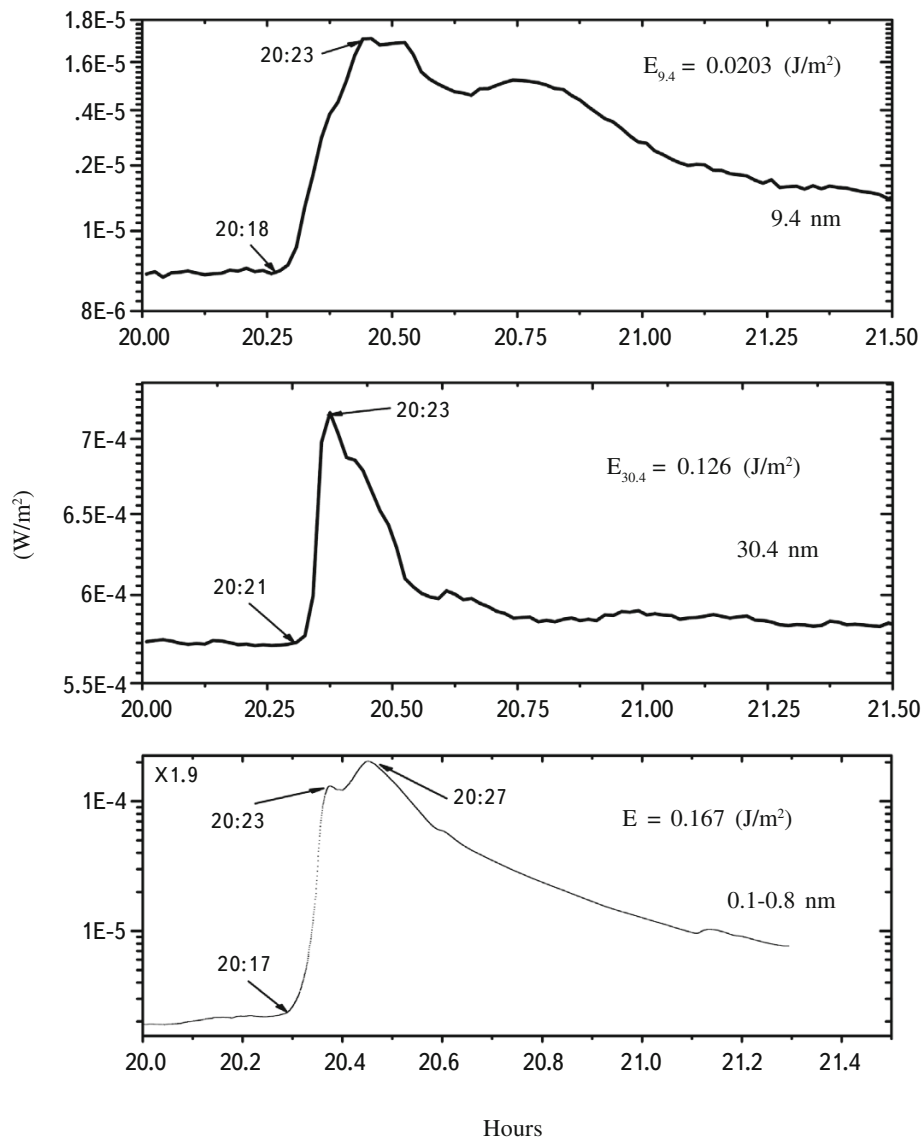 1.8E-5
20:23
E9.4 = 0.0203 (J/m²)
1.6E-5
.4E-5
.2E-5
20:18
9.4 nm
1E-5
8E-6
20.00 20.25 20.50 20.75 21.00 21.25 21.50
20:23
7E-4
E30.4 = 0.126 (J/m²)
6.5E-4
(W/m²)
30.4 nm
20:21
6E-4
5.5E-4
20.00 20.25 20.50 20.75 21.00 21.25 21.50
X1.9
1E-4
20:27
20:23
E = 0.167 (J/m²)
0.1-0.8 nm
1E-5
20:17
20.0 20.2 20.4 20.6 20.8 21.0 21.2 21.4
Hours